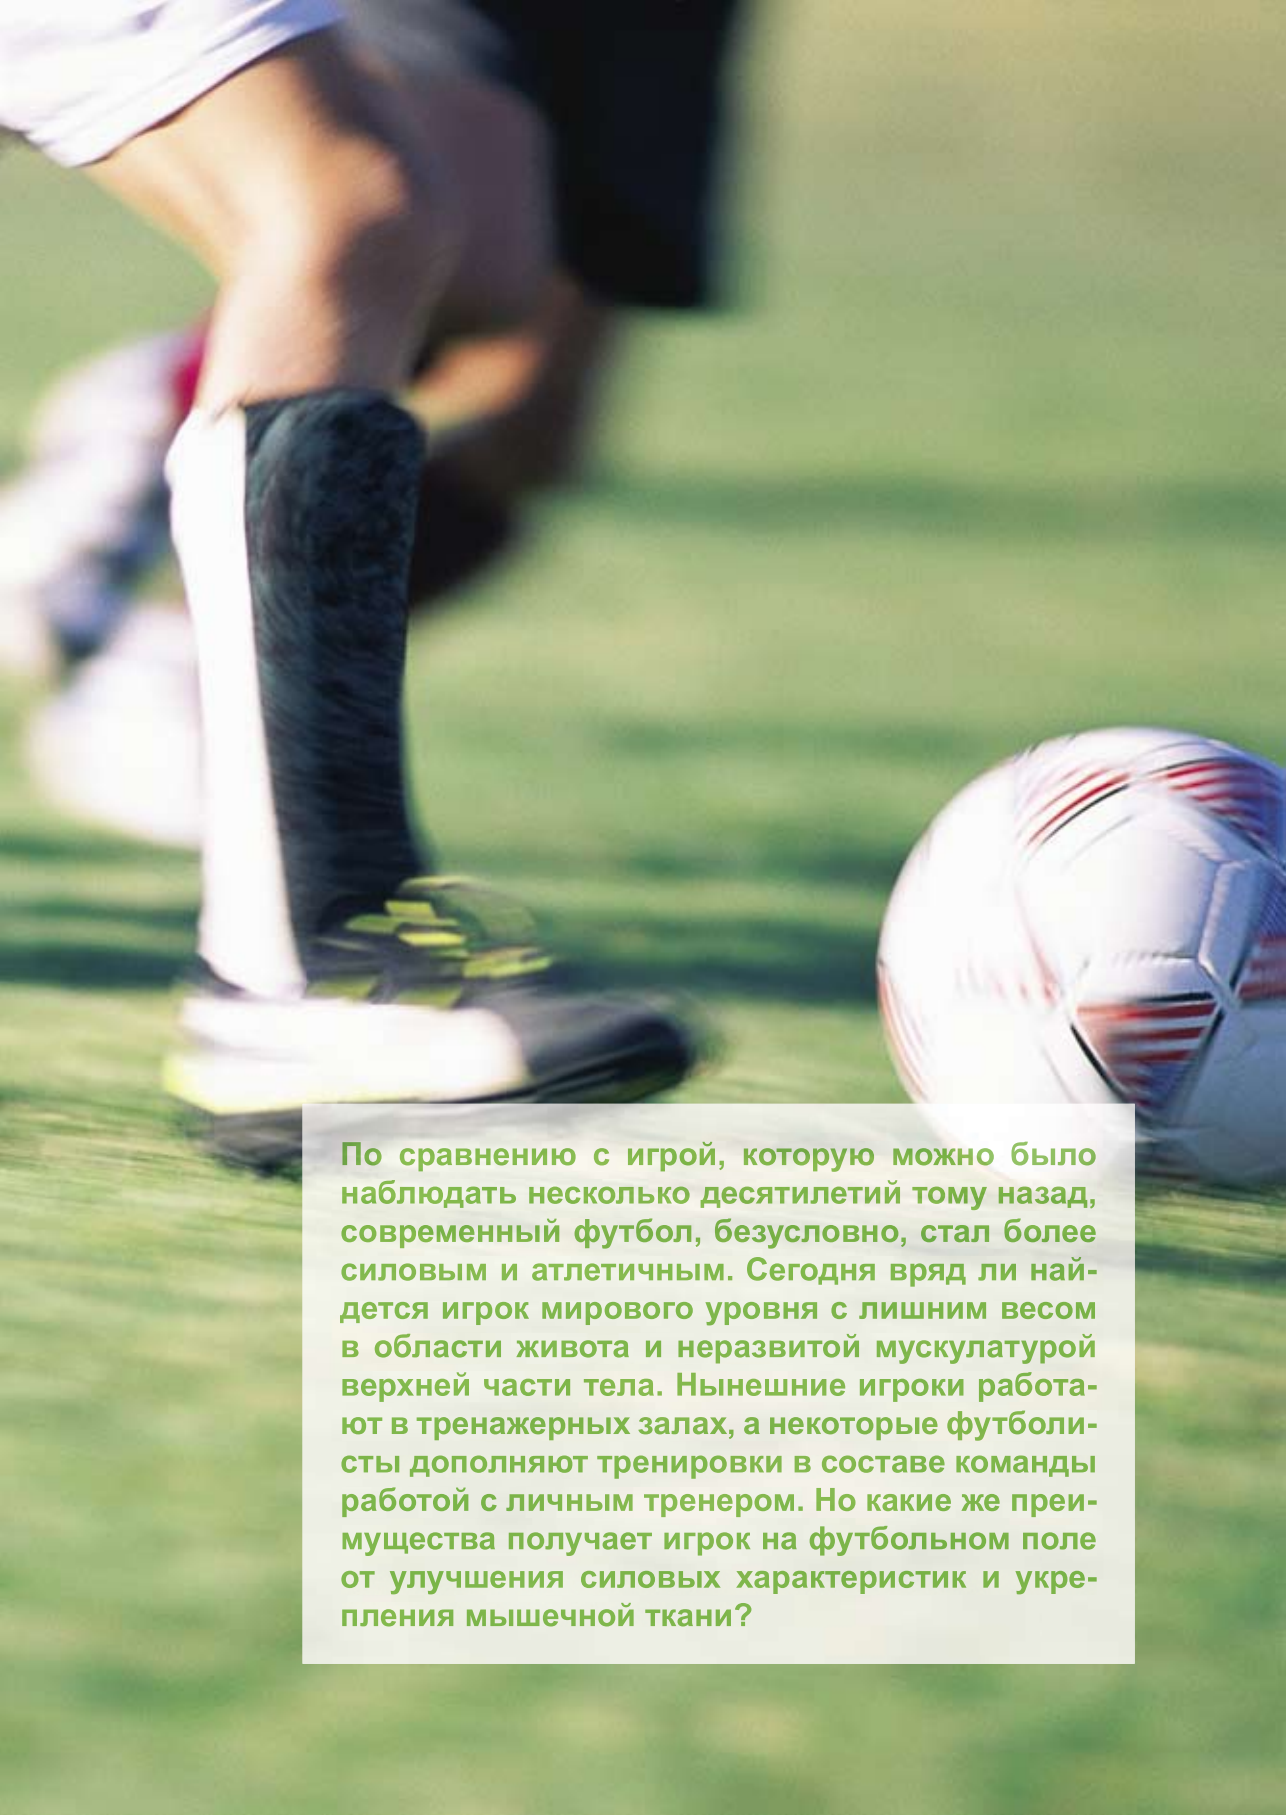 По сравнению с игрой, которую можно было
наблюдать несколько десятилетий тому назад,
современный футбол, безусловно, стал более
силовым и атлетичным. Сегодня вряд ли най-
дется игрок мирового уровня с лишним весом
в области живота и неразвитой мускулатурой
верхней части тела. Нынешние игроки работа-
ют в тренажерных залах, а некоторые футболи-
сты дополняют тренировки в составе команды
работой с личным тренером. Но какие же преи-
мущества получает игрок на футбольном поле
от улучшения силовых характеристик и укре-
пления мышечной ткани?